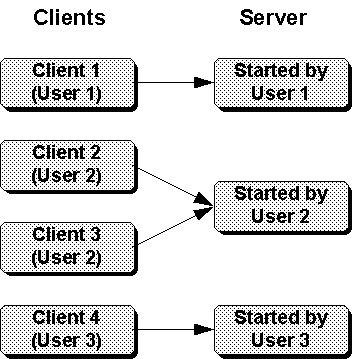 Clients
Server
Client 1
(User 1)
Started by
User 1
Client 2
(User 2)
Client 3
(User 2)
Started by
User 2
Client 4
(User 3)
Started by
User 3